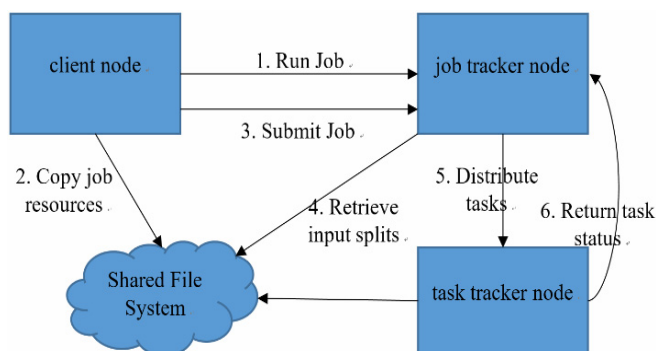 client node
1. Run Job
job tracker node
3. Submit Job
2. Copy job
resources
4. Retrieve
input splits
5. Distribute
tasks
6. Return task
status
Shared File
System
task tracker node